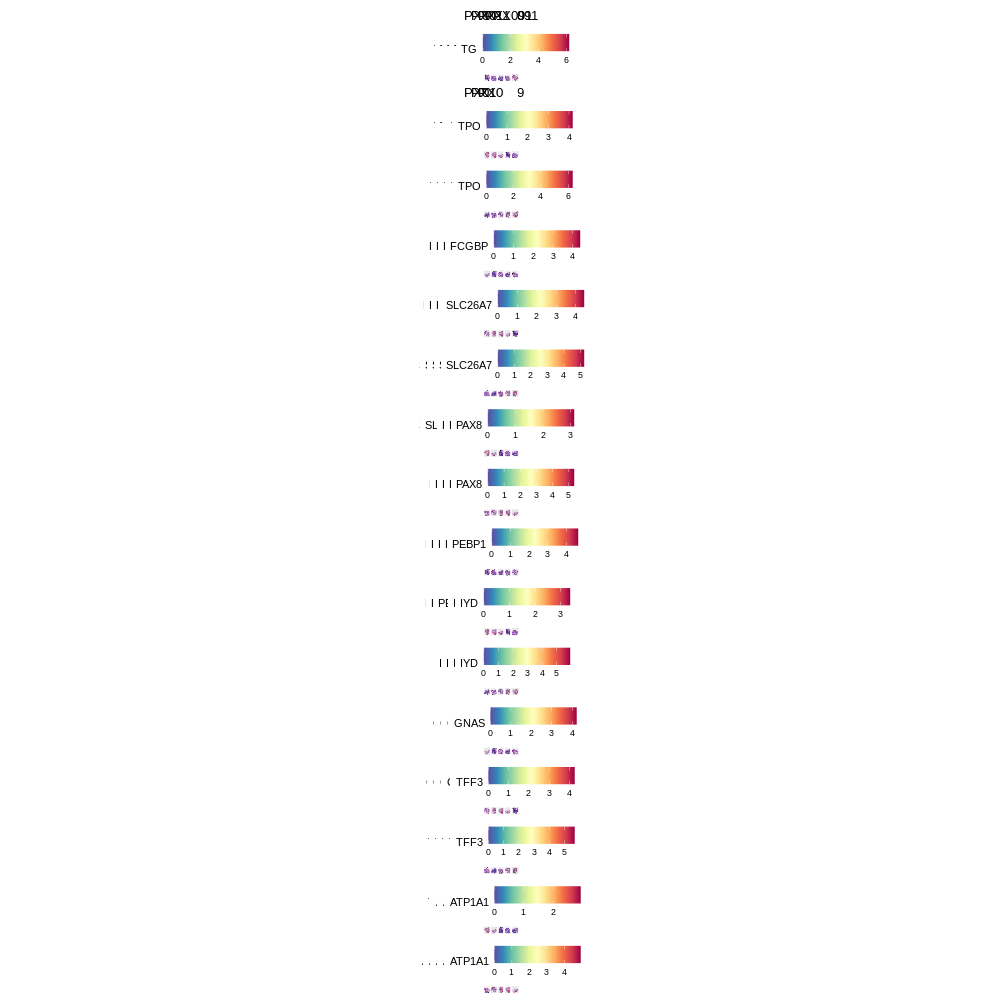 TG
0 2 4 6
TPO
0 1 2 3 4
TPO
0 2 4 6
FCGBP
0 1 2 3 4
SLC26A7
0 1 2 3 4
SLC26A7
0 1 2 3 4 5
PAX8
0 1 2 3
PAX8
0 1 2 3 4 5
PEBP1
0 1 2 3 4
IYD
0 1 2 3
IYD
0 1 2 3 4 5
GNAS
0 1 2 3 4
TFF3
0 1 2 3 4
TFF3
0 1 2 3 4 5
ATP1A1
0 1 2
ATP1A1
0 1 2 3 4